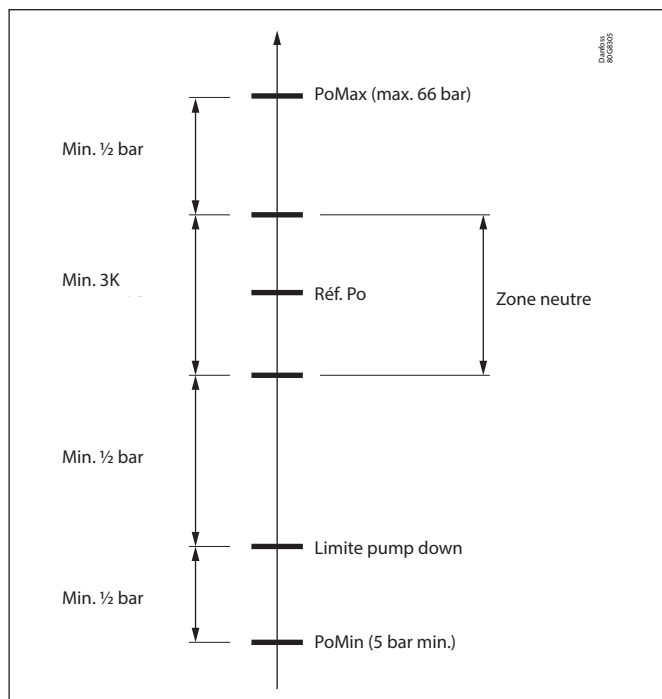 Danfoss
80G8305
PoMax (max. 66 bar)
Min. ½ bar
Min. 3K
Réf. Po
Zone neutre
Min. ½ bar
Limite pump down
Min. ½ bar
PoMin (5 bar min.)